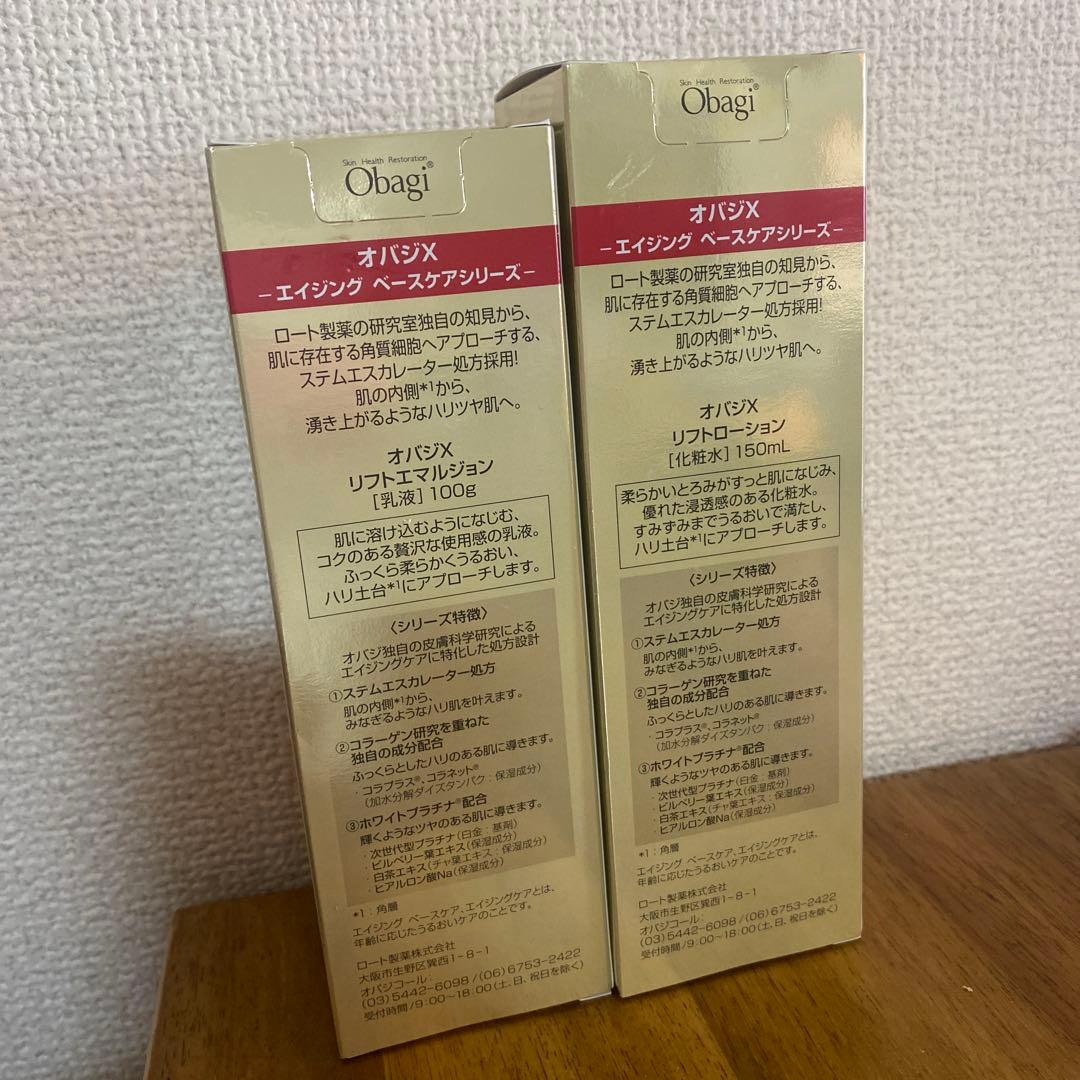 Skin Health Restoration
Obagi®
オバジX
−エイジング ベースケアシリーズ−
ロート製薬の研究室独自の知見から、
肌に存在する角質細胞へアプローチする、
ステムエスカレーター処方採用!
肌の内側*1から、
湧き上がるようなハリツヤ肌へ。
オバジX
リフトエマルジョン
[乳液] 100g
肌に溶け込むようになじむ、
コクのある贅沢な使用感の乳液。
ふっくら柔らかくうるおい、
ハリ土台*1にアプローチします。
〈シリーズ特徴〉
オバジ独自の皮膚科学研究による
エイジングケアに特化した処方設計
①ステムエスカレーター処方
肌の内側*1から、
みなぎるようなハリ肌を叶えます。
②コラーゲン研究を重ねた
独自の成分配合
ふっくらとしたハリのある肌に導きます。
・コラプラス®、コラネット®
(加水分解ダイズタンパク：保湿成分)
③ホワイトプラチナ®配合
輝くようなツヤのある肌に導きます。
・次世代型プラチナ(白金：基剤)
・ビルベリー葉エキス(保湿成分)
・白茶エキス(チャ葉エキス：保湿成分)
・ヒアルロン酸Na(保湿成分)
*1：角層
エイジング ベースケア、エイジングケアとは、
年齢に応じたうるおいケアのことです。
ロート製薬株式会社
大阪市生野区巽西1-8-1
オバジコール：
(03)5442-6098/(06)6753-2422
受付時間/9:00~18:00(土、日、祝日を除く)
Skin Health Restoration
Obagi®
オバジX
−エイジング ベースケアシリーズ−
ロート製薬の研究室独自の知見から、
肌に存在する角質細胞へアプローチする、
ステムエスカレーター処方採用!
肌の内側*1から、
湧き上がるようなハリツヤ肌へ。
オバジX
リフトローション
[化粧水] 150mL
柔らかいとろみがすっと肌になじみ、
優れた浸透感のある化粧水。
すみずみまでうるおいで満たし、
ハリ土台*1にアプローチします。
〈シリーズ特徴〉
オバジ独自の皮膚科学研究による
エイジングケアに特化した処方設計
①ステムエスカレーター処方
肌の内側*1から、
みなぎるようなハリ肌を叶えます。
②コラーゲン研究を重ねた
独自の成分配合
ふっくらとしたハリのある肌に導きます。
・コラプラス®、コラネット®
(加水分解ダイズタンパク：保湿成分)
③ホワイトプラチナ®配合
輝くようなツヤのある肌に導きます。
・次世代型プラチナ(白金：基剤)
・ビルベリー葉エキス(保湿成分)
・白茶エキス(チャ葉エキス：保湿成分)
・ヒアルロン酸Na(保湿成分)
*1：角層
エイジング ベースケア、エイジングケアとは、
年齢に応じたうるおいケアのことです。
ロート製薬株式会社
大阪市生野区巽西1-8-1
オバジコール：
(03)5442-6098/(06)6753-2422
受付時間/9:00~18:00(土、日、祝日を除く)